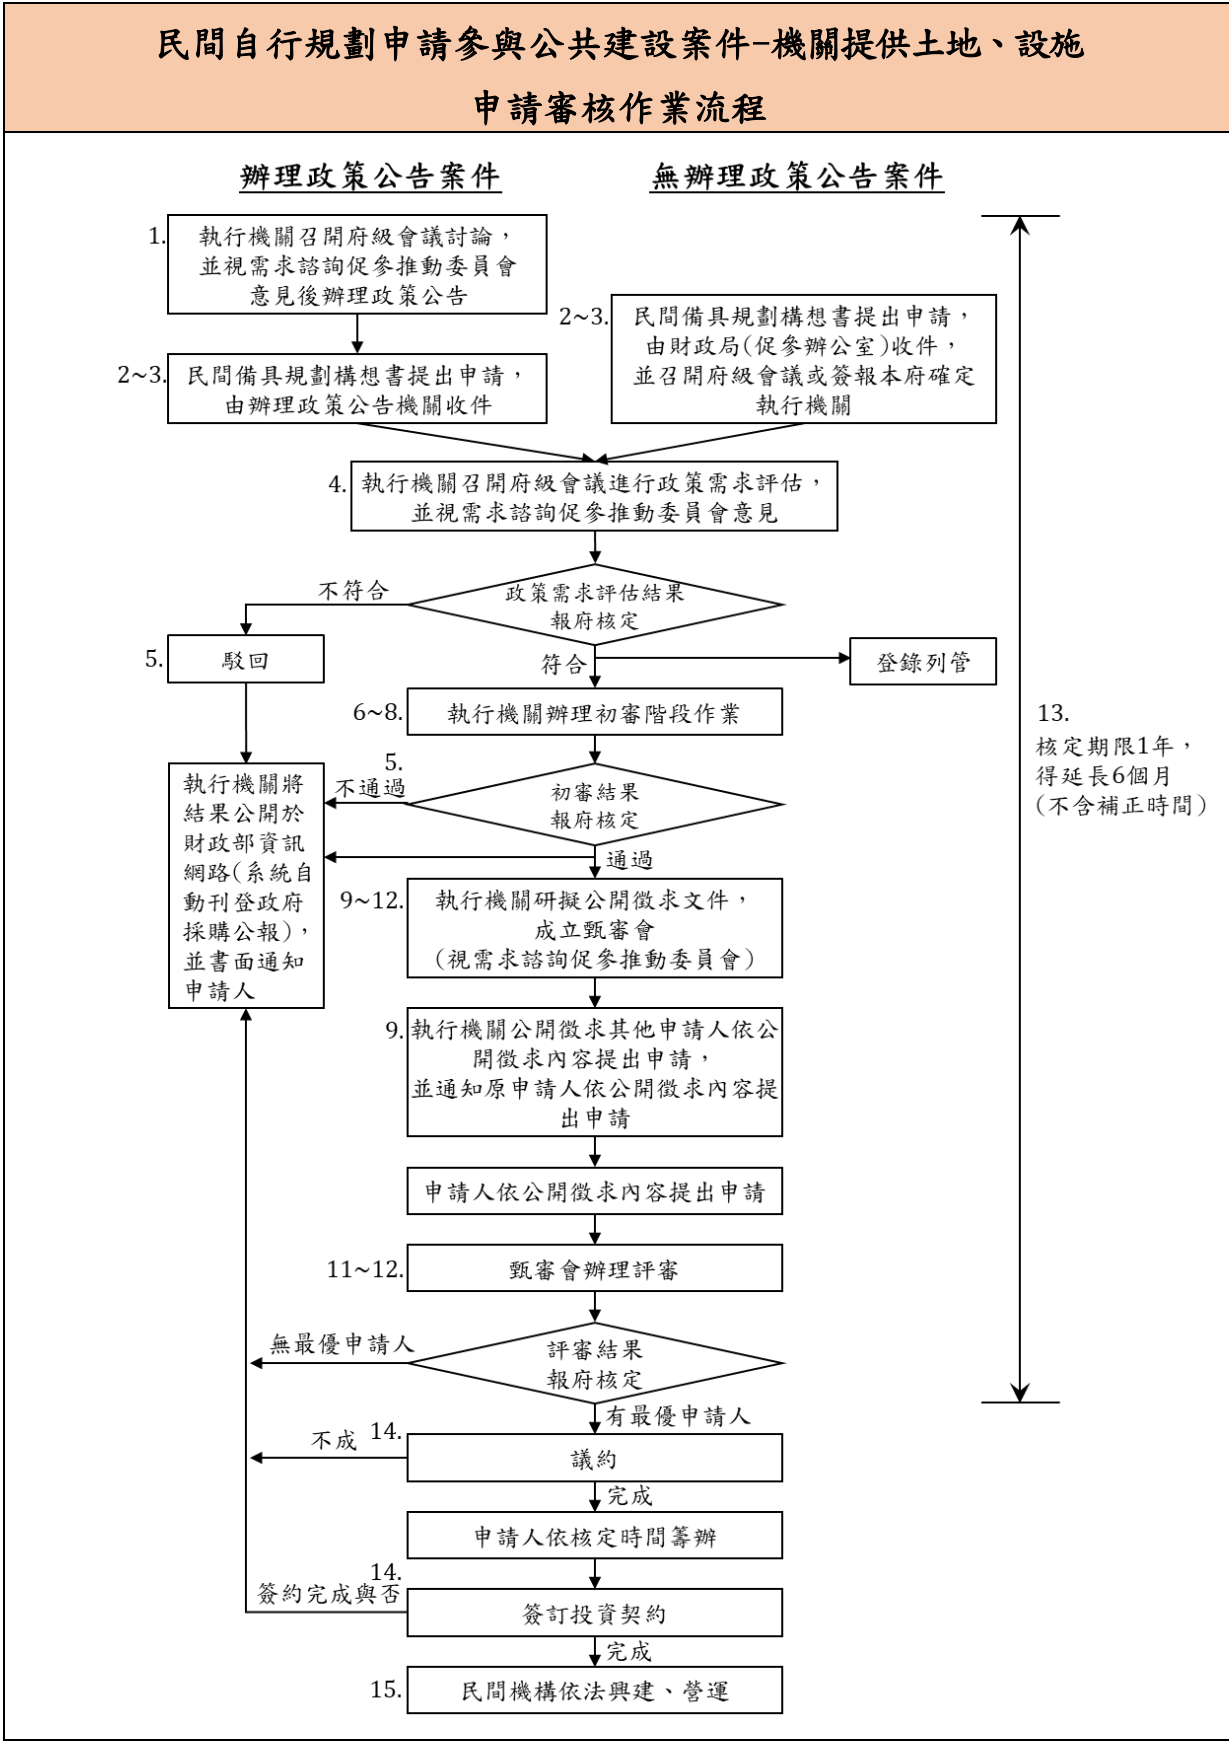 民間自行規劃申請參與公共建設案件-機關提供土地、設施
申請審核作業流程
辦理政策公告案件
無辦理政策公告案件
1.
執行機關召開府級會議討論，
並視需求諮詢促參推動委員會
意見後辦理政策公告
2~3.
民間備具規劃構想書提出申請，
由財政局(促參辦公室)收件，
並召開府級會議或簽報本府確定
執行機關
2~3.
民間備具規劃構想書提出申請，
由辦理政策公告機關收件
4.
執行機關召開府級會議進行政策需求評估，
並視需求諮詢促參推動委員會意見
不符合
政策需求評估結果
報府核定
5.
駁回
符合
登錄列管
6~8.
執行機關辦理初審階段作業
13.
核定期限1年，
得延長6個月
(不含補正時間)
5.
不通過
初審結果
報府核定
執行機關將
結果公開於
財政部資訊
網路(系統自
動刊登政府
採購公報)，
並書面通知
申請人
通過
9~12.
執行機關研擬公開徵求文件，
成立甄審會
(視需求諮詢促參推動委員會)
9.
執行機關公開徵求其他申請人依公
開徵求內容提出申請，
並通知原申請人依公開徵求內容提
出申請
申請人依公開徵求內容提出申請
11~12.
甄審會辦理評審
無最優申請人
評審結果
報府核定
有最優申請人
不成
14.
議約
完成
申請人依核定時間籌辦
14.
簽約完成與否
簽訂投資契約
完成
15.
民間機構依法興建、營運